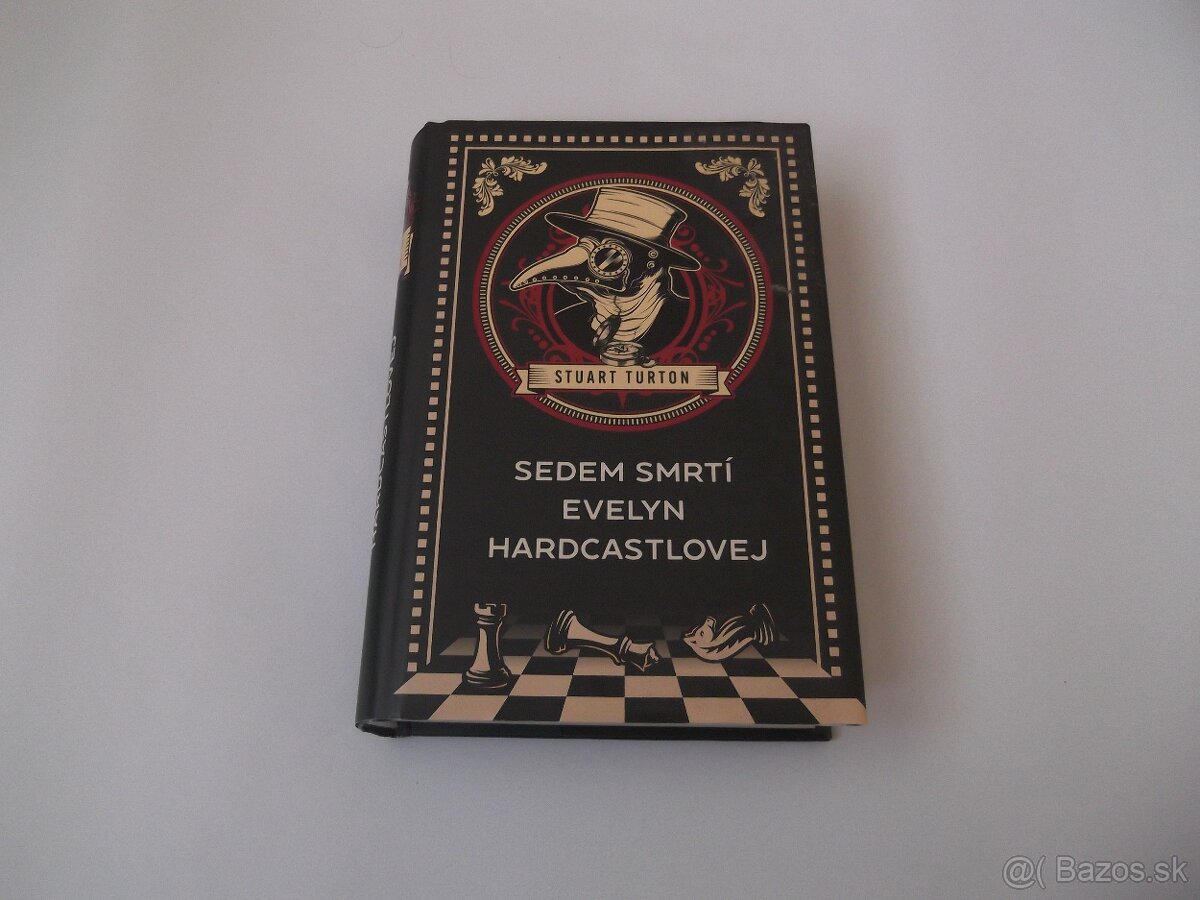 STUART TURTON
SEDEM SMRTÍ
EVELYN
HARDCASTLOVEJ
@( Bazos.sk